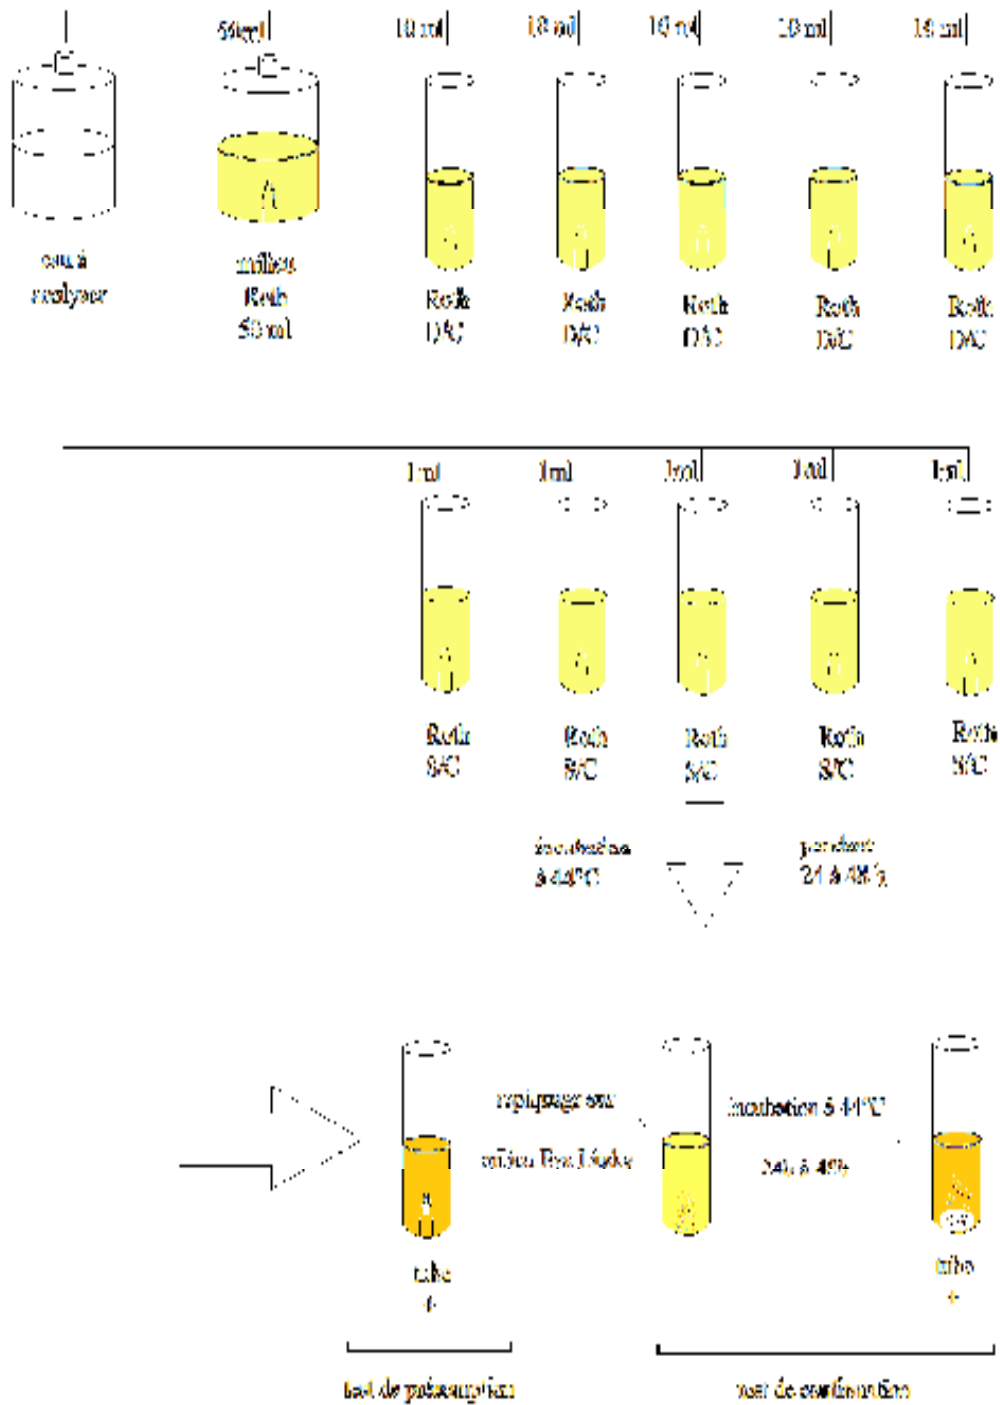 50ml 10 ml 10 ml 10 ml 10 ml 10 ml
eau à
analyser
milieu
Roth
50 ml
Roth
D/C
Roth
D/C
Roth
D/C
Roth
D/C
Roth
D/C
1ml 1ml 1ml 1ml 1ml
Roth
S/C
Roth
S/C
Roth
S/C
Roth
S/C
Roth
S/C
incubation
à 44°C
pendant
24 à 48 h
repiquage sur
milieu Eva Litsky
incubation à 44°C
24h à 48h
tube
+
tube
+
test de présomption
test de confirmation